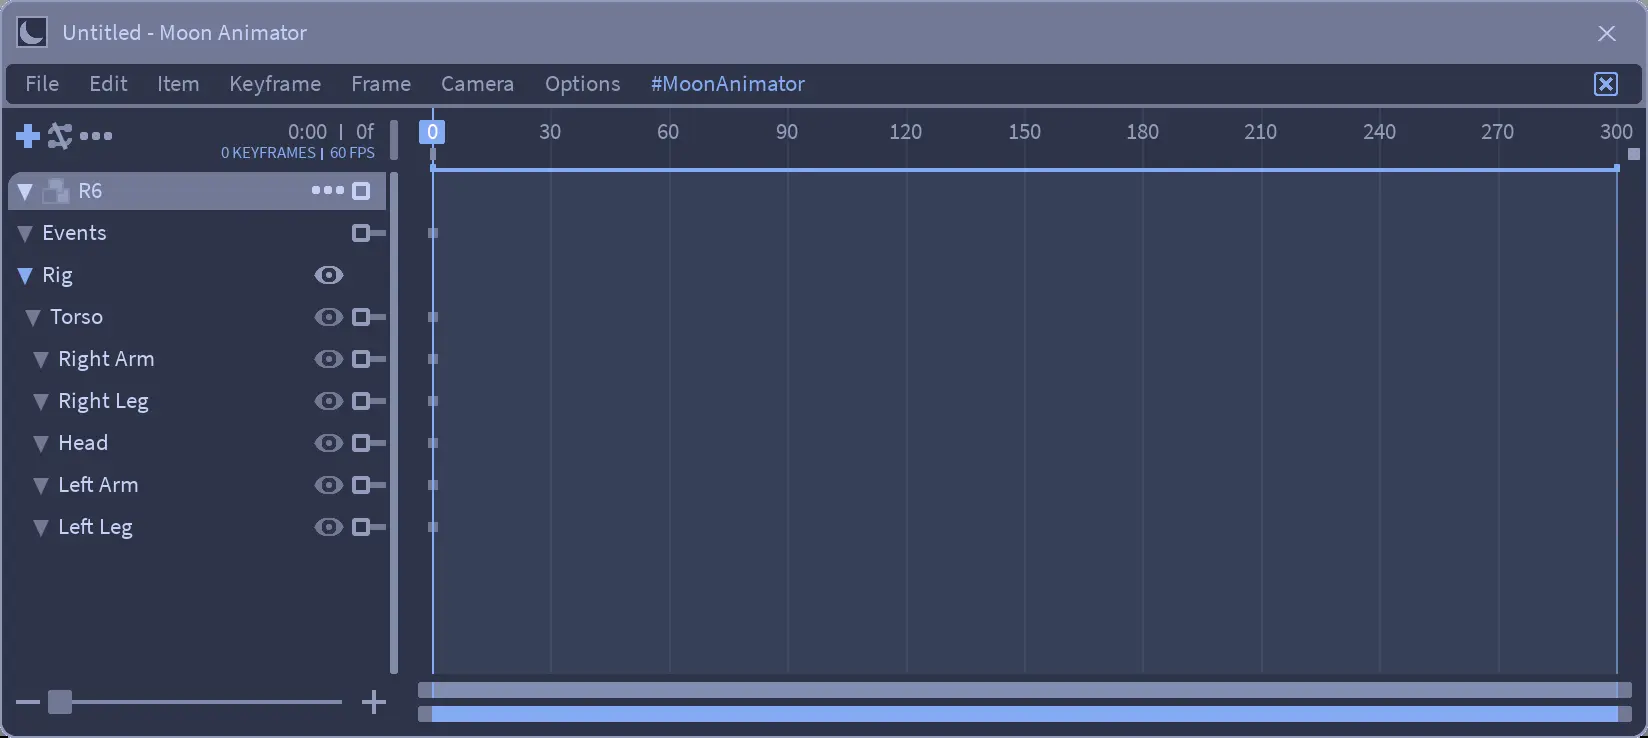 Untitled - Moon Animator
File Edit Item Keyframe Frame Camera Options #MoonAnimator
0:00 | 0f
0 KEYFRAMES | 60 FPS
0 30 60 90 120 150 180 210 240 270 300
R6
Events
Rig
Torso
Right Arm
Right Leg
Head
Left Arm
Left Leg